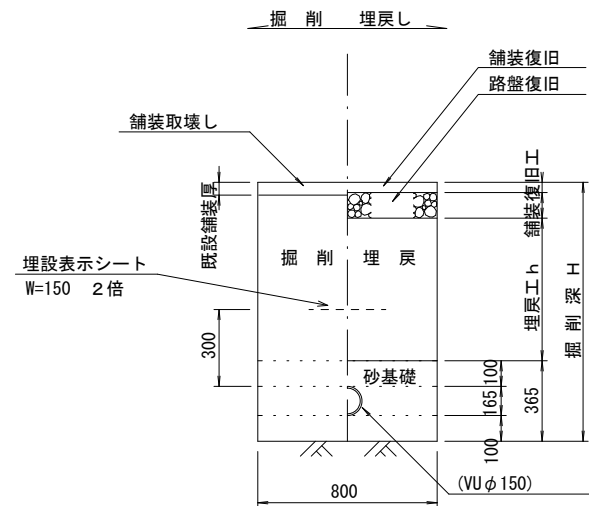 掘 削 埋戻し
舗装復旧
路盤復旧
舗装取壊し
既設舗装厚
舗装復旧工
掘 削 埋 戻
埋設表示シート
W=150 2倍
埋戻工h
掘 削 深 H
300
砂基礎
100
165
365
100
800
(VUφ150)